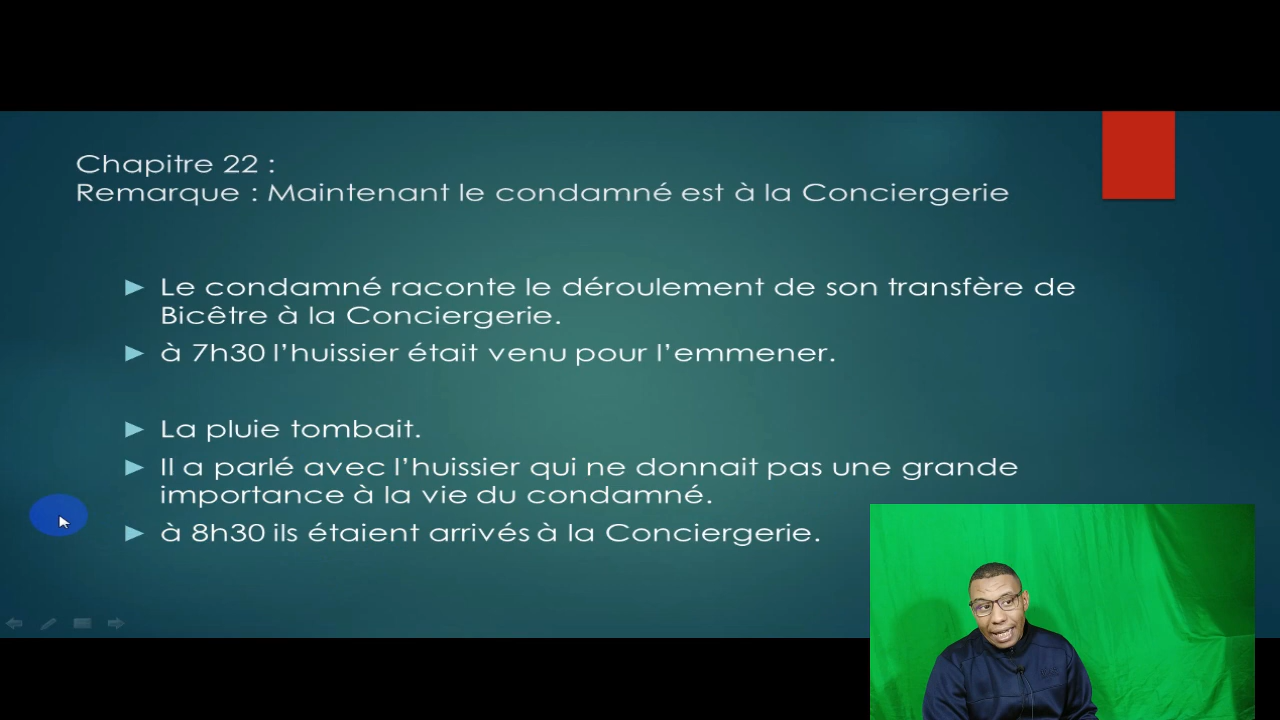 Chapitre 22 :
Remarque : Maintenant le condamné est à la Conciergerie
Le condamné raconte le déroulement de son transfère de
Bicêtre à la Conciergerie.
à 7h30 l’huissier était venu pour l’emmener.
La pluie tombait.
Il a parlé avec l’huissier qui ne donnait pas une grande
importance à la vie du condamné.
à 8h30 ils étaient arrivés à la Conciergerie.